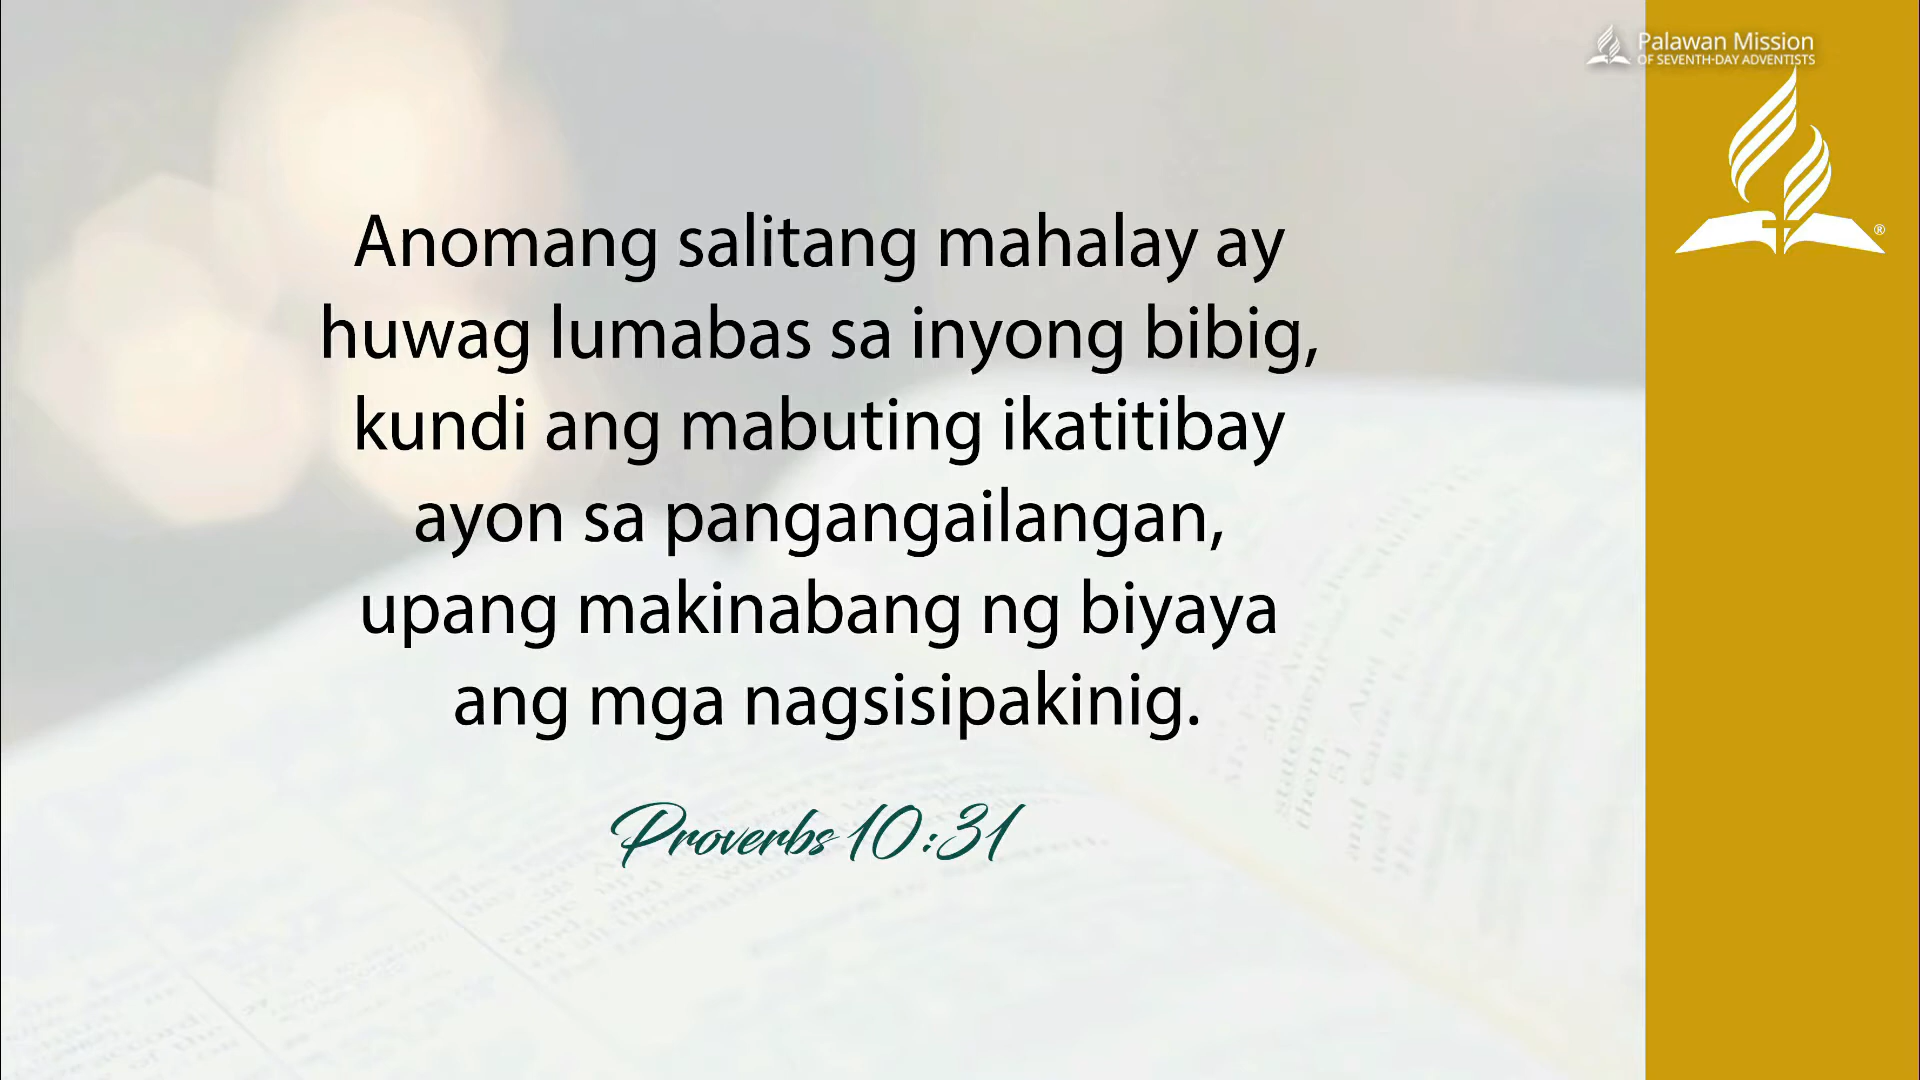 Palawan Mission
OF SEVENTH-DAY ADVENTISTS
®
Anomang salitang mahalay ay
huwag lumabas sa inyong bibig,
kundi ang mabuting ikatitibay
ayon sa pangangailangan,
upang makinabang ng biyaya
ang mga nagsisipakinig.
Proverbs 10:31